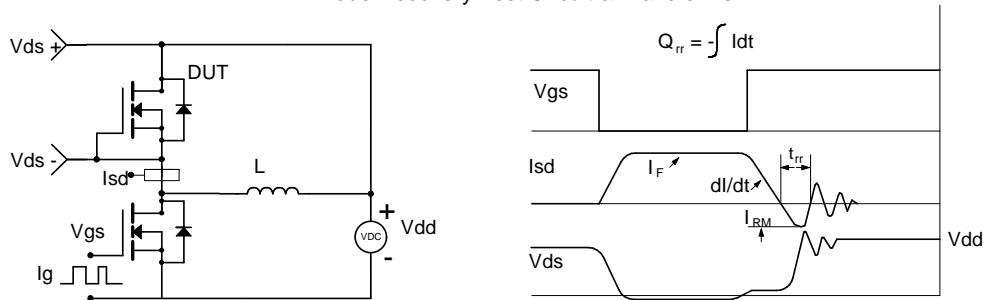 Vds +
DUT
Vds -
Isd
L
Vgs
Ig
+
VDC
-
Vdd
Q rr = - ∫ Idt
Vgs
Isd
I F
dI/dt
t rr
I RM
Vds
Vdd